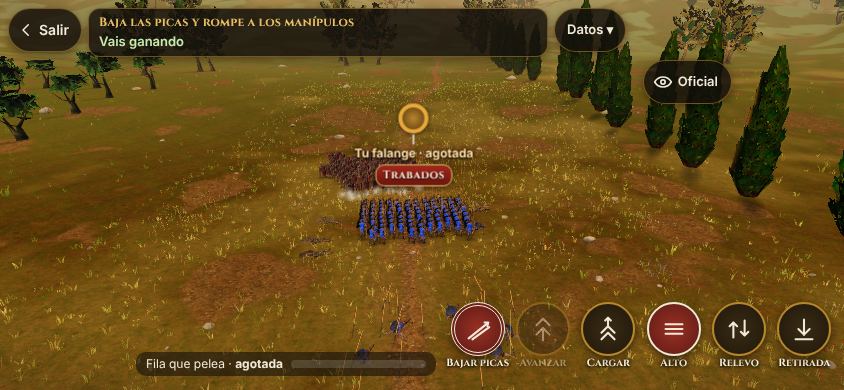 Salir
Baja las picas y rompe a los manípulos
Vais ganando
Datos ▾
Oficial
Tu falange · agotada
Trabados
Fila que pelea · agotada
Bajar picas
Avanzar
Cargar
Alto
Relevo
Retirada